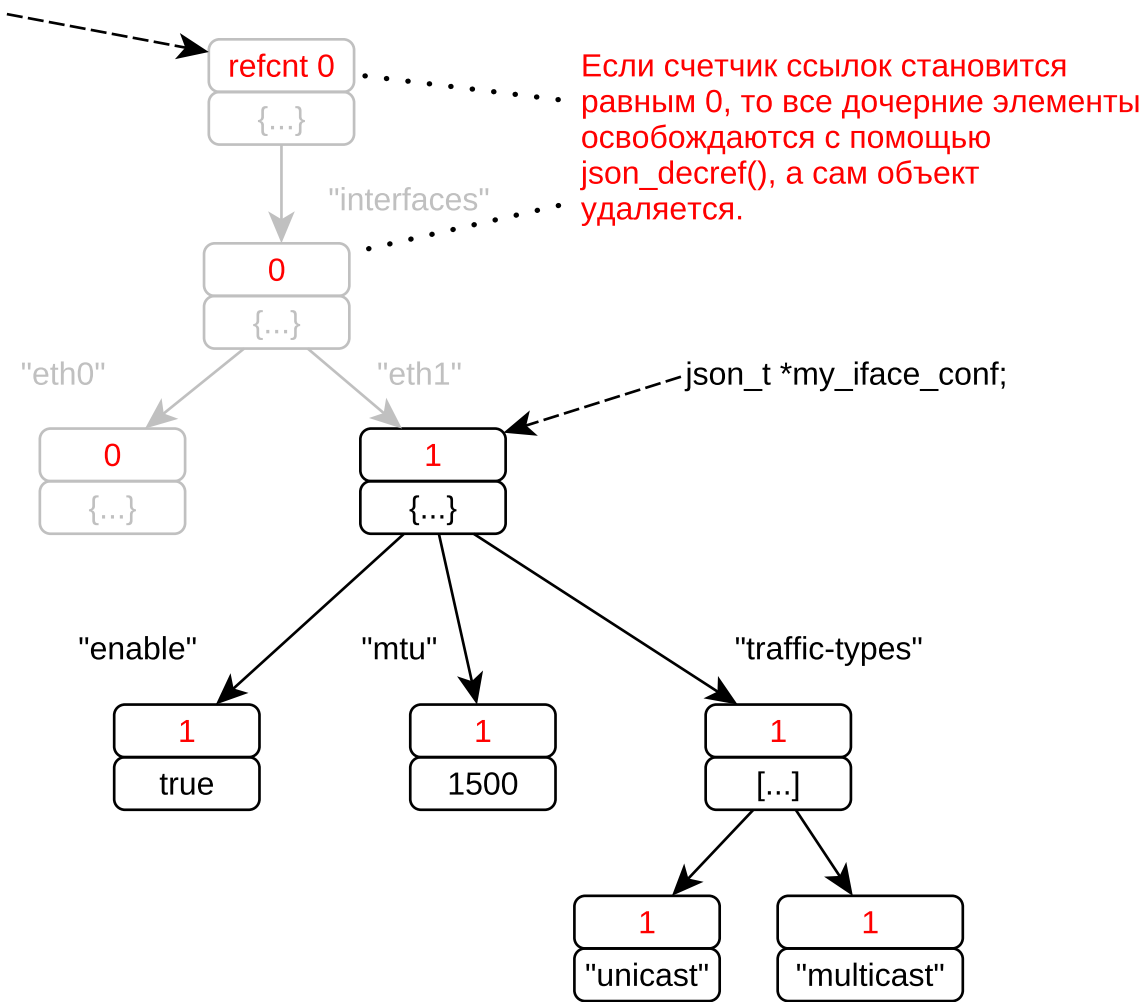 refcnt 0
{...}
Если счетчик ссылок становится
равным 0, то все дочерние элементы
освобождаются с помощью
json_decref(), а сам объект
удаляется.
"interfaces"
0
{...}
"eth0"
"eth1"
json_t *my_iface_conf;
0
{...}
1
{...}
"enable"
"mtu"
"traffic-types"
1
true
1
1500
1
[...]
1
"unicast"
1
"multicast"